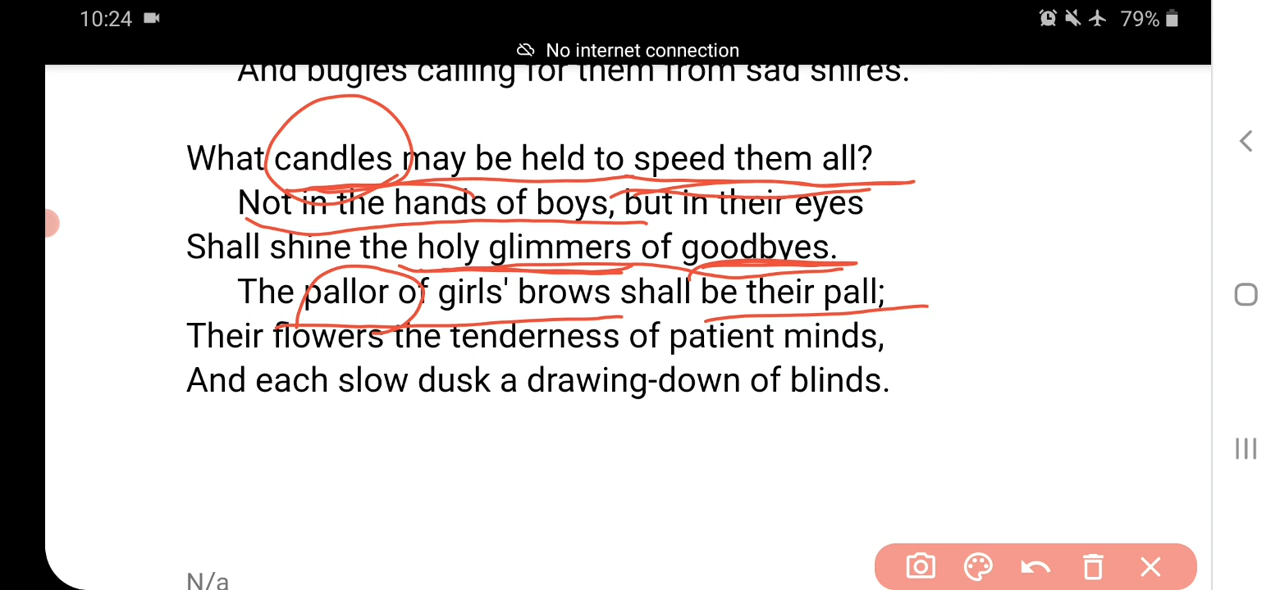 10:24
79%
No internet connection
And bugles calling for them from sad shires.
What candles may be held to speed them all?
Not in the hands of boys, but in their eyes
Shall shine the holy glimmers of goodbyes.
The pallor of girls' brows shall be their pall;
Their flowers the tenderness of patient minds,
And each slow dusk a drawing-down of blinds.
N/a